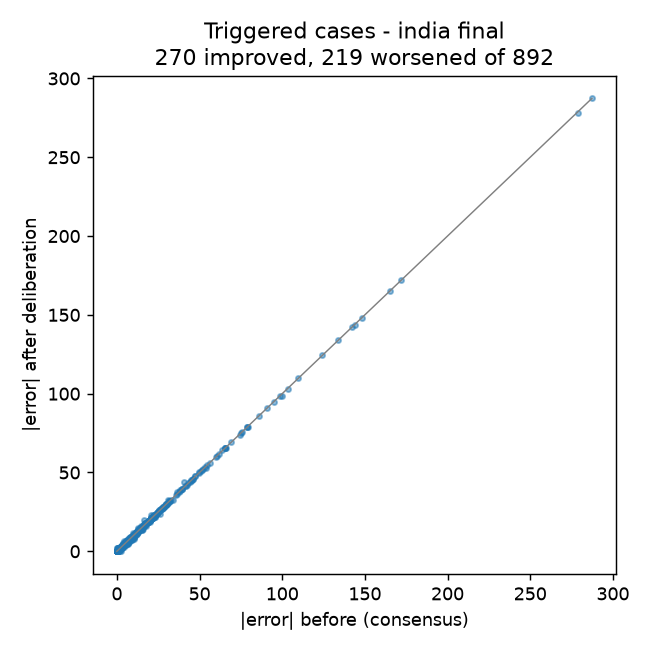 Triggered cases - india final
270 improved, 219 worsened of 892
|error| after deliberation
300
250
200
150
100
50
0
0 50 100 150 200 250 300
|error| before (consensus)